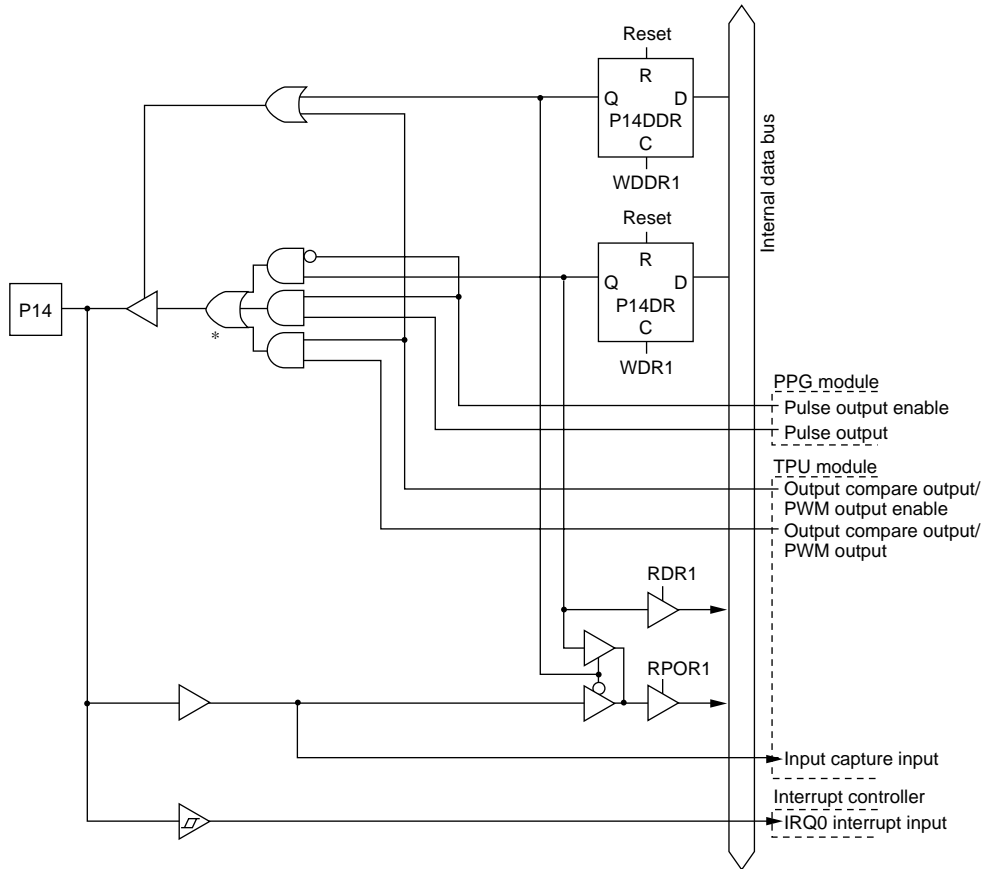 Reset
R
Q D
P14DDR
C
WDDR1
Internal data bus
Reset
R
Q D
P14DR
C
WDR1
P14
*
PPG module
Pulse output enable
Pulse output
TPU module
Output compare output/
PWM output enable
Output compare output/
PWM output
RDR1
RPOR1
Input capture input
Interrupt controller
IRQ0 interrupt input